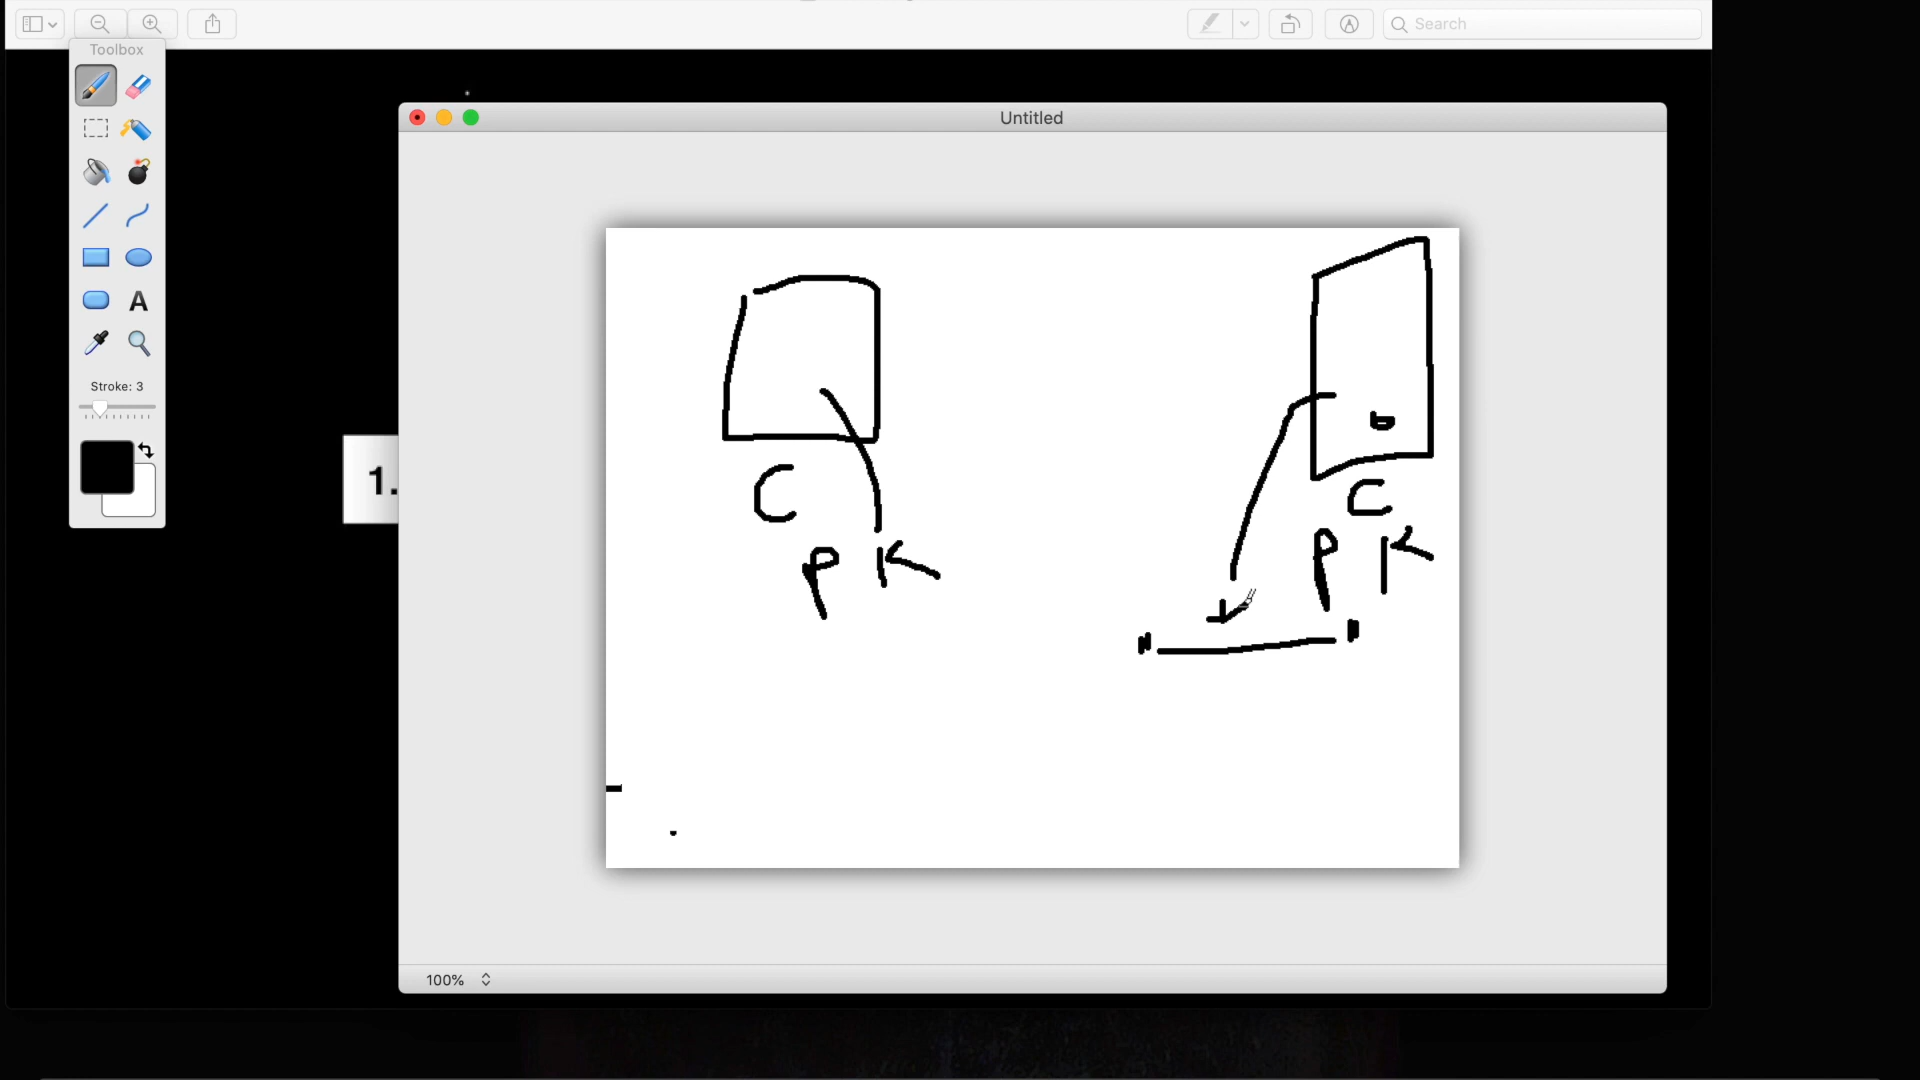 Search
Toolbox
Untitled
A
Stroke: 3
1.
C
C
P K
P K
100%